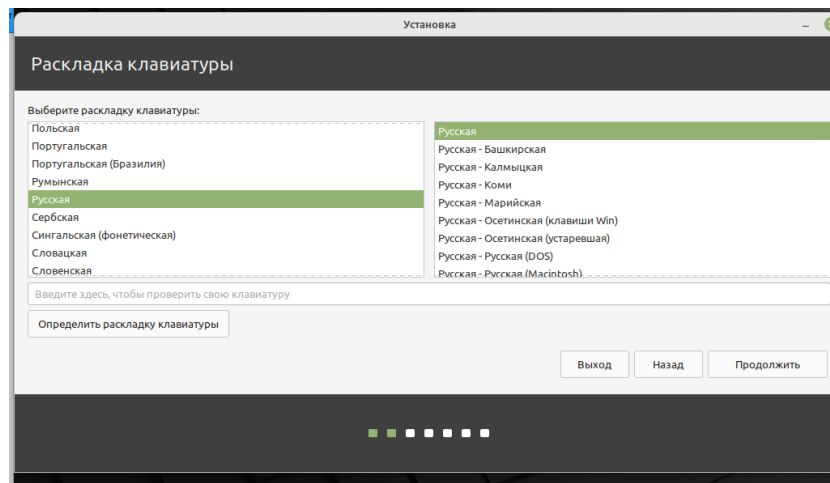 Установка
Раскладка клавиатуры
Выберите раскладку клавиатуры:
Польская
Португальская
Португальская (Бразилия)
Румынская
Русская
Сербская
Сингальская (фонетическая)
Словацкая
Словенская
Русская
Русская - Башкирская
Русская - Калмыцкая
Русская - Коми
Русская - Марийская
Русская - Осетинская (клавиши Win)
Русская - Осетинская (устаревшая)
Русская - Русская (DOS)
Русская - Русская (Macintosh)
Введите здесь, чтобы проверить свою клавиатуру
Определить раскладку клавиатуры
Выход
Назад
Продолжить